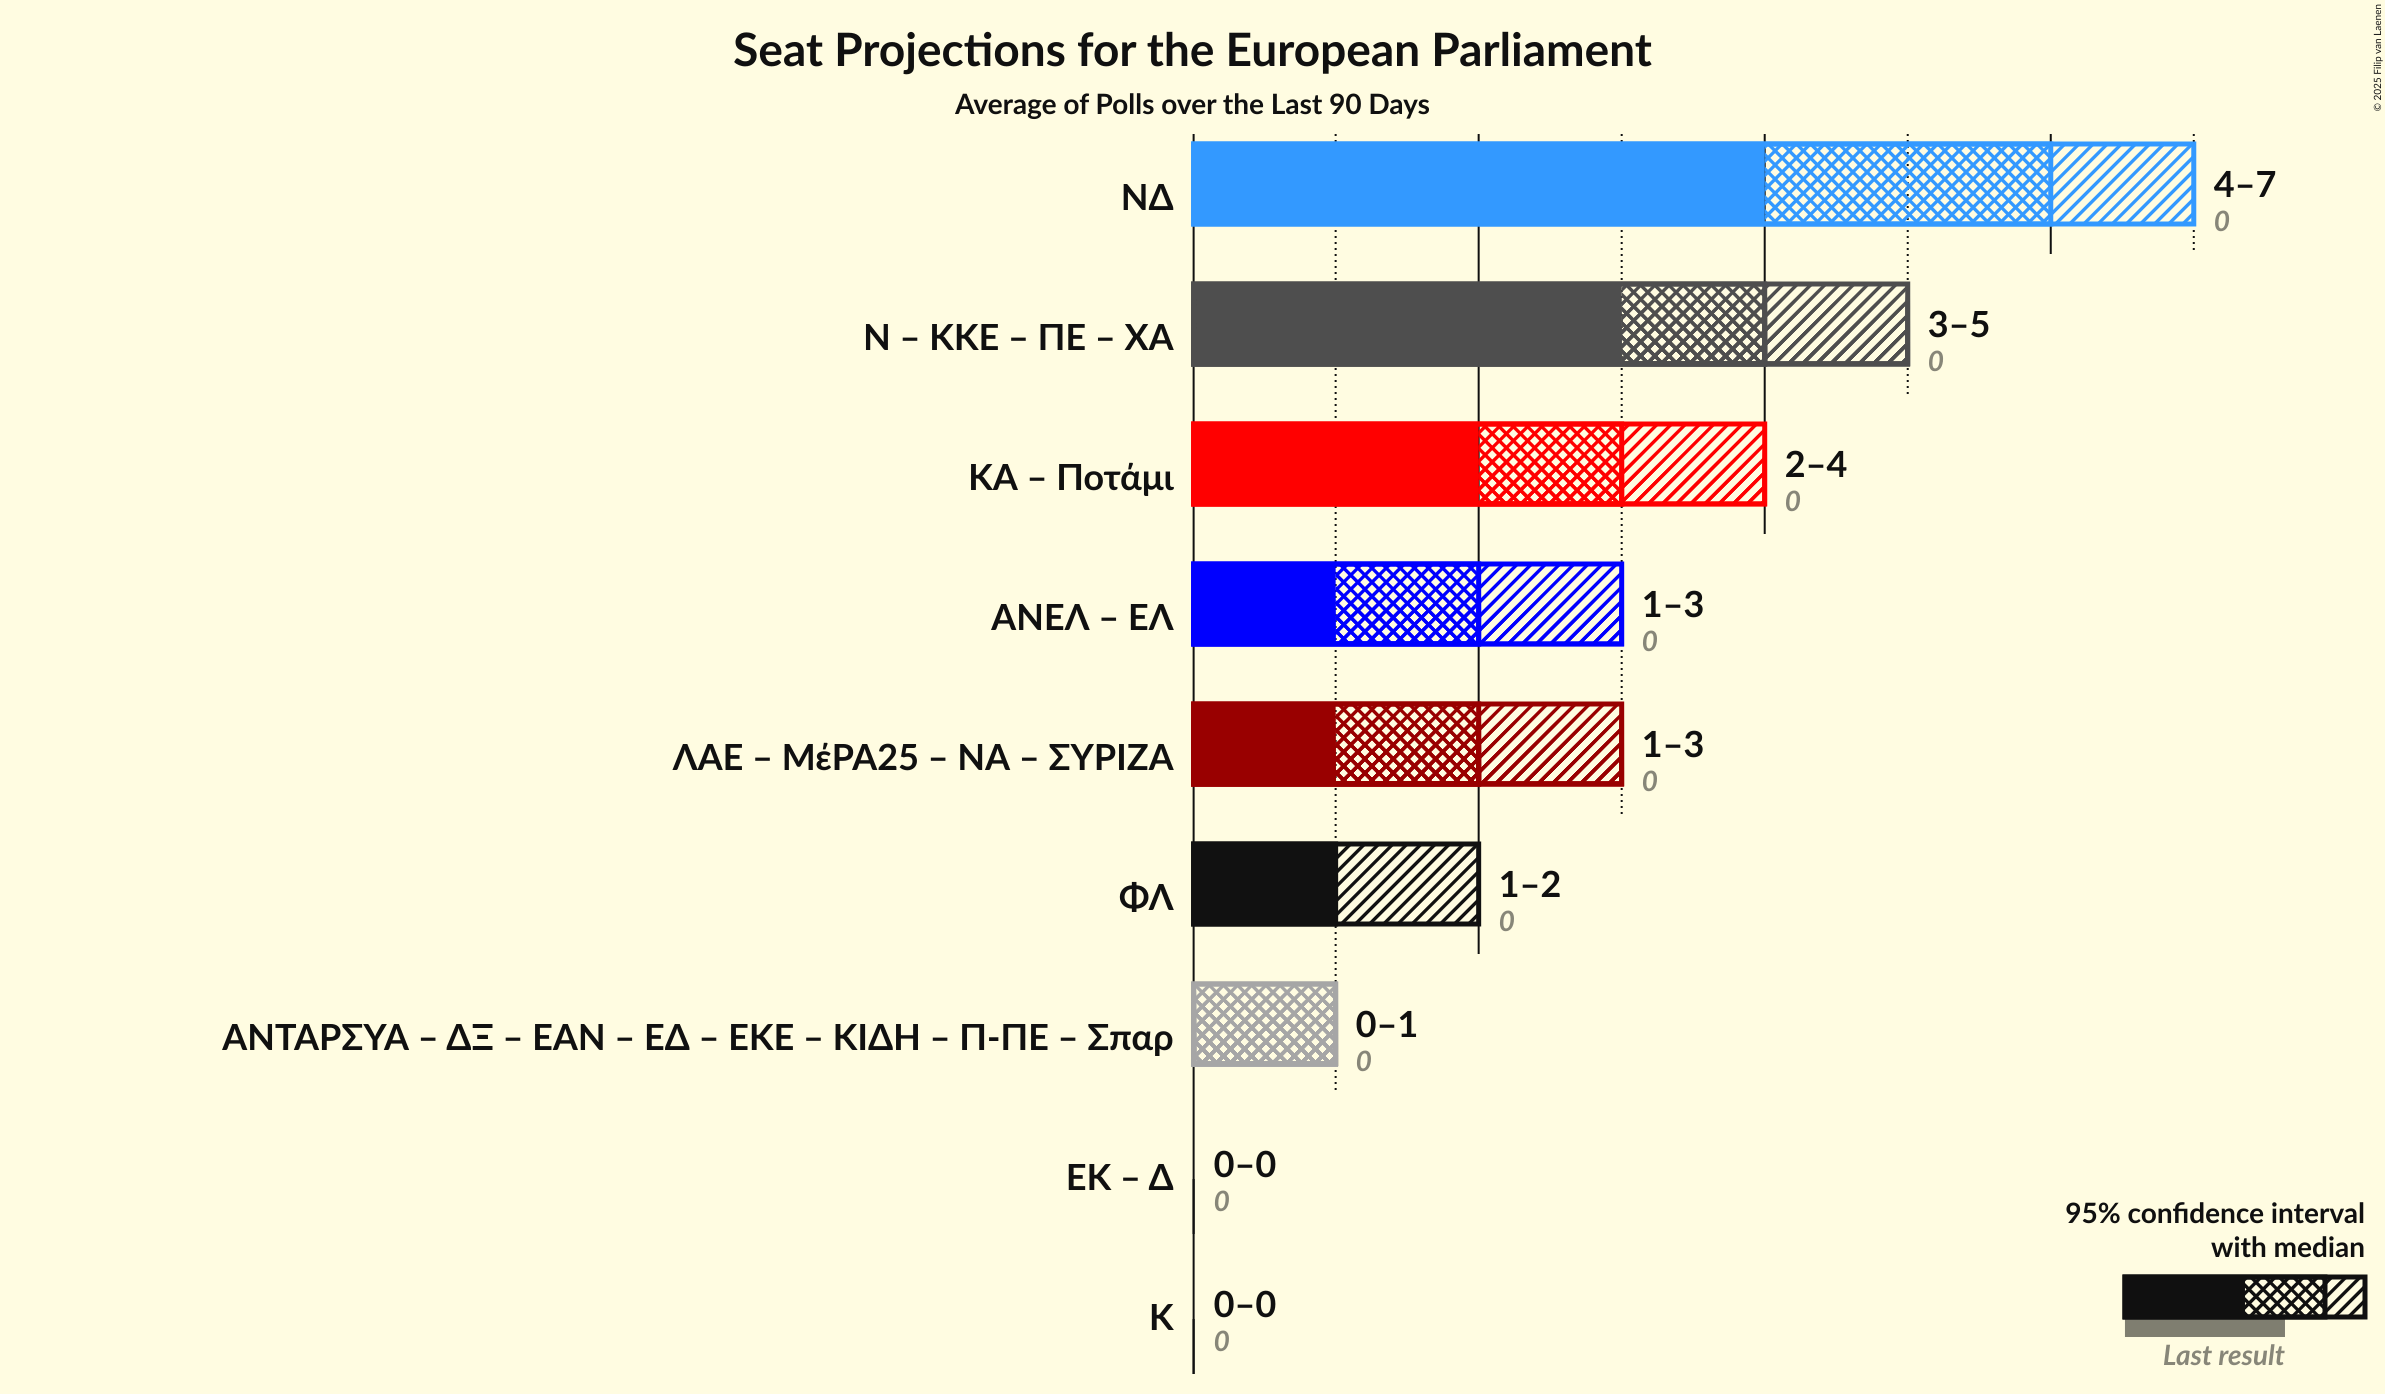 Seat Projections for the European Parliament
Average of Polls over the Last 90 Days
© 2025 Filip van Laenen
ΝΔ
4–7
0
Ν – ΚΚΕ – ΠΕ – ΧΑ
3–5
0
ΚΑ – Ποτάμι
2–4
0
ΑΝΕΛ – ΕΛ
1–3
0
ΛΑΕ – ΜέΡΑ25 – ΝΑ – ΣΥΡΙΖΑ
1–3
0
ΦΛ
1–2
0
ΑΝΤΑΡΣΥΑ – ΔΞ – ΕΑΝ – ΕΔ – ΕΚΕ – ΚΙΔΗ – Π-ΠΕ – Σπαρ
0–1
0
ΕΚ – Δ
0–0
0
Κ
0–0
0
95% confidence interval
with median
Last result